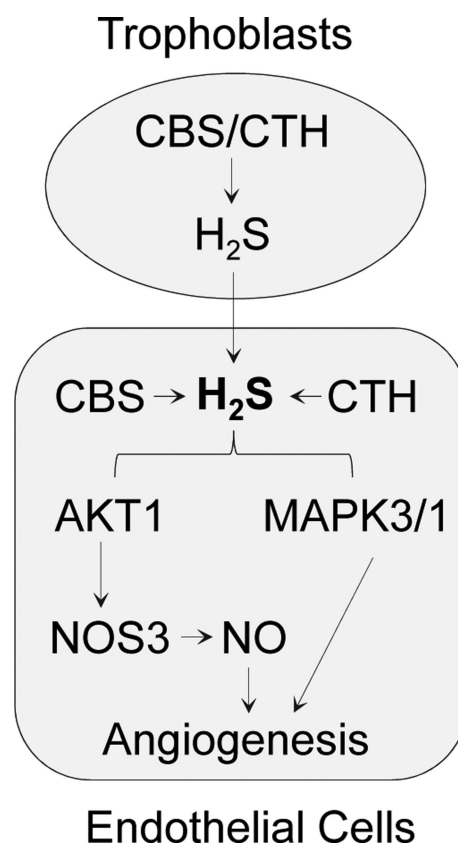 Trophoblasts
CBS/CTH
H₂S
CBS → H₂S ← CTH
AKT1 MAPK3/1
NOS3 → NO
Angiogenesis
Endothelial Cells